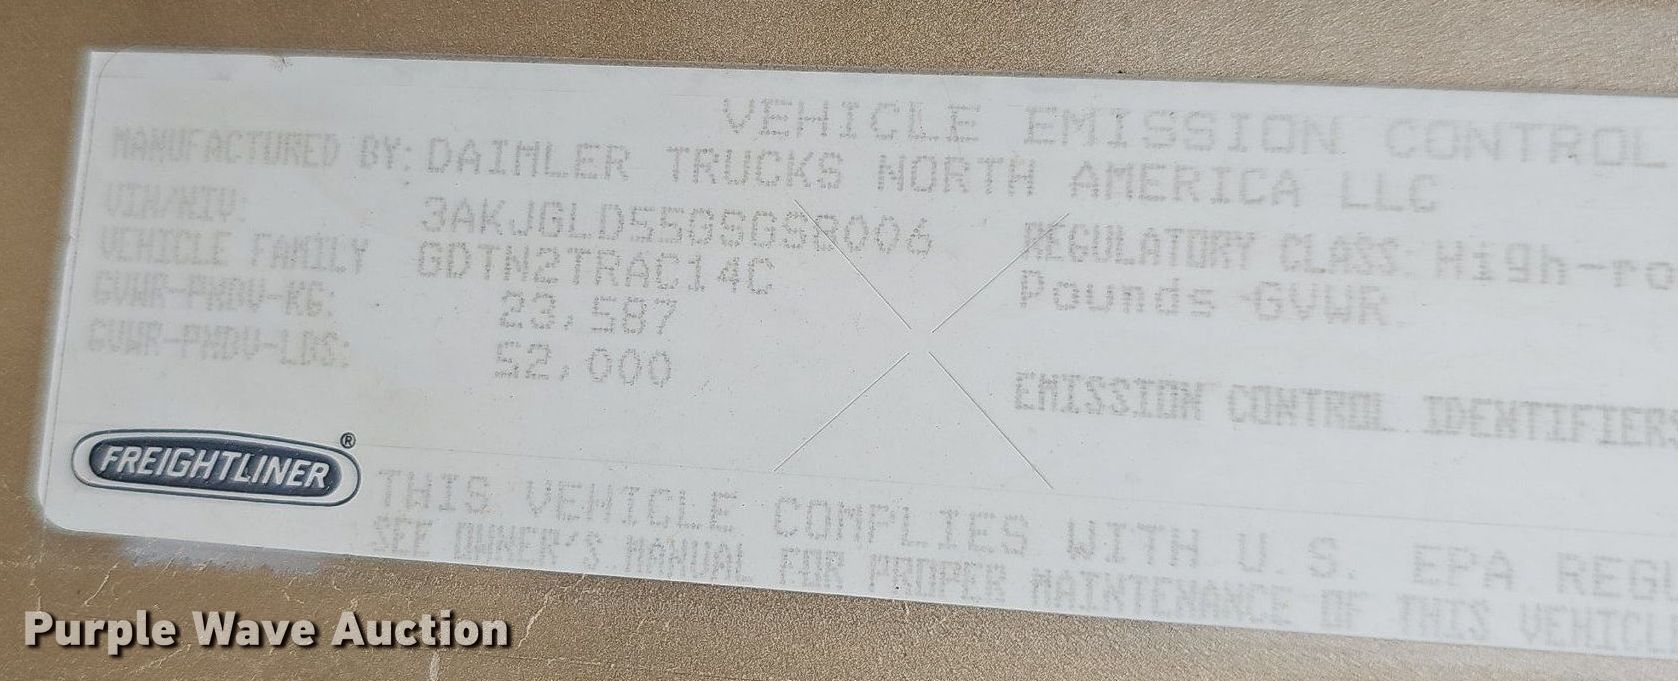 VEHICLE EMISSION CONTROL
MANUFACTURED BY: DAIMLER TRUCKS NORTH AMERICA LLC
VIN/NIV: 3AKJGLD55GSGS8006
REGULATORY CLASS: High-ro
VEHICLE FAMILY GDTN2TRAC14C
Pounds GVWR
GVWR-PNBV-KG: 23,587
GVWR-PNBV-LBS: 52,000
EMISSION CONTROL IDENTIFIERS
FREIGHTLINER®
THIS VEHICLE COMPLIES WITH U.S. EPA REGU
SEE OWNER'S MANUAL FOR PROPER MAINTENANCE OF THIS VEHICL
Purple Wave Auction